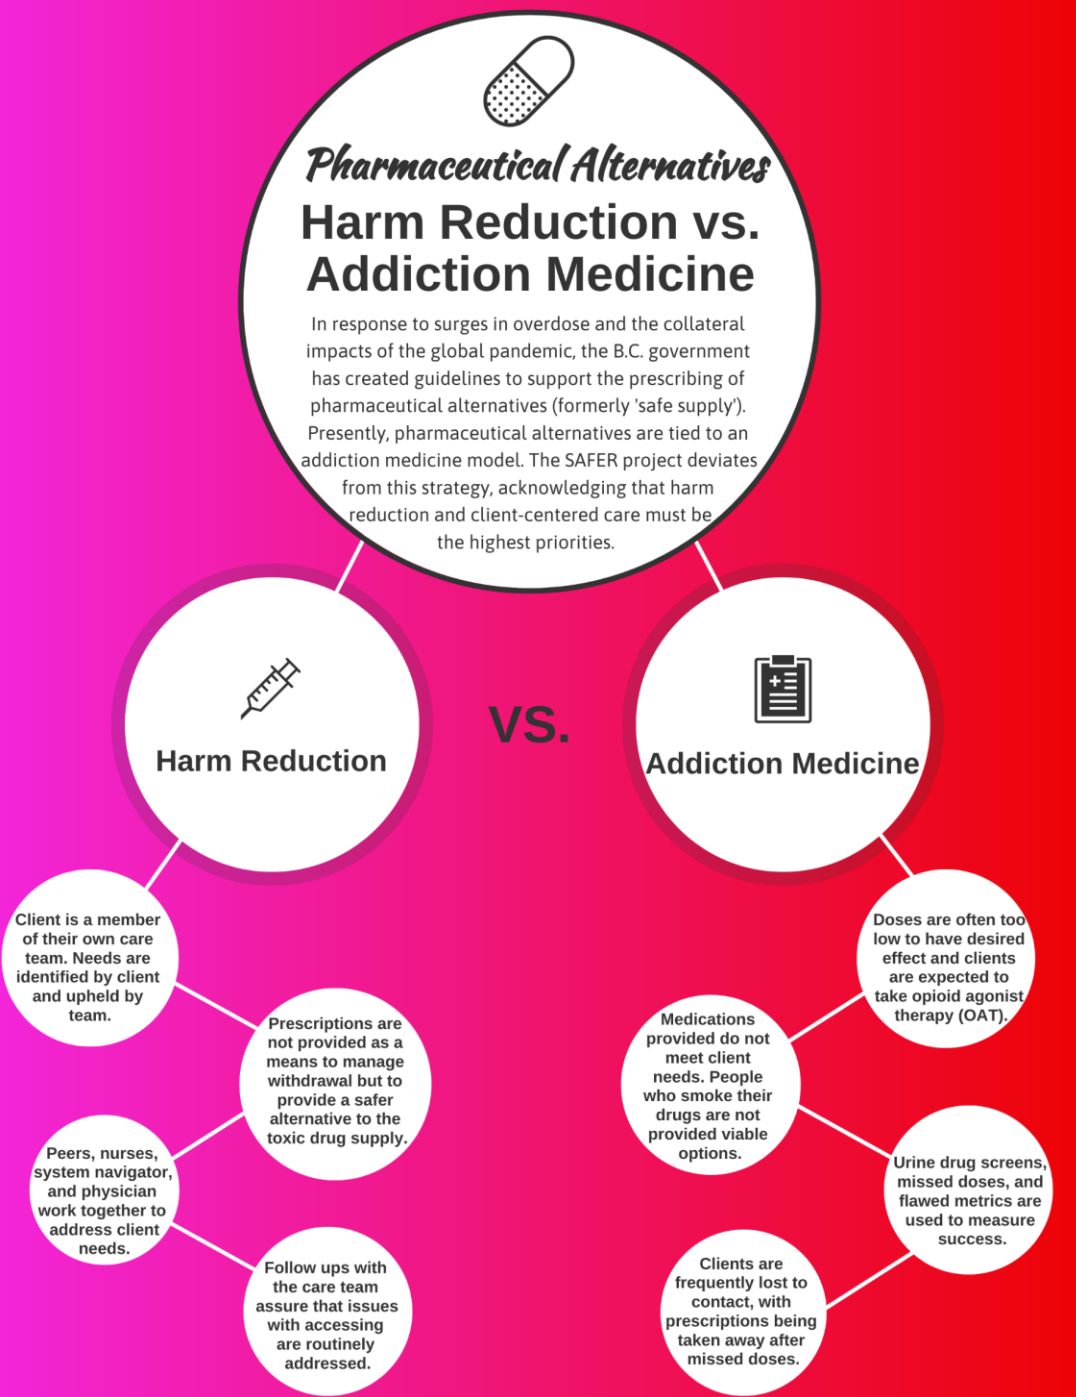 Pharmaceutical Alternatives
Harm Reduction vs.
Addiction Medicine
In response to surges in overdose and the collateral
impacts of the global pandemic, the B.C. government
has created guidelines to support the prescribing of
pharmaceutical alternatives (formerly 'safe supply').
Presently, pharmaceutical alternatives are tied to an
addiction medicine model. The SAFER project deviates
from this strategy, acknowledging that harm
reduction and client-centered care must be
the highest priorities.
Harm Reduction
VS.
Addiction Medicine
Client is a member
of their own care
team. Needs are
identified by client
and upheld by
team.
Prescriptions are
not provided as a
means to manage
withdrawal but to
provide a safer
alternative to the
toxic drug supply.
Peers, nurses,
system navigator,
and physician
work together to
address client
needs.
Follow ups with
the care team
assure that issues
with accessing
are routinely
addressed.
Doses are often too
low to have desired
effect and clients
are expected to
take opioid agonist
therapy (OAT).
Medications
provided do not
meet client
needs. People
who smoke their
drugs are not
provided viable
options.
Urine drug screens,
missed doses, and
flawed metrics are
used to measure
success.
Clients are
frequently lost to
contact, with
prescriptions being
taken away after
missed doses.